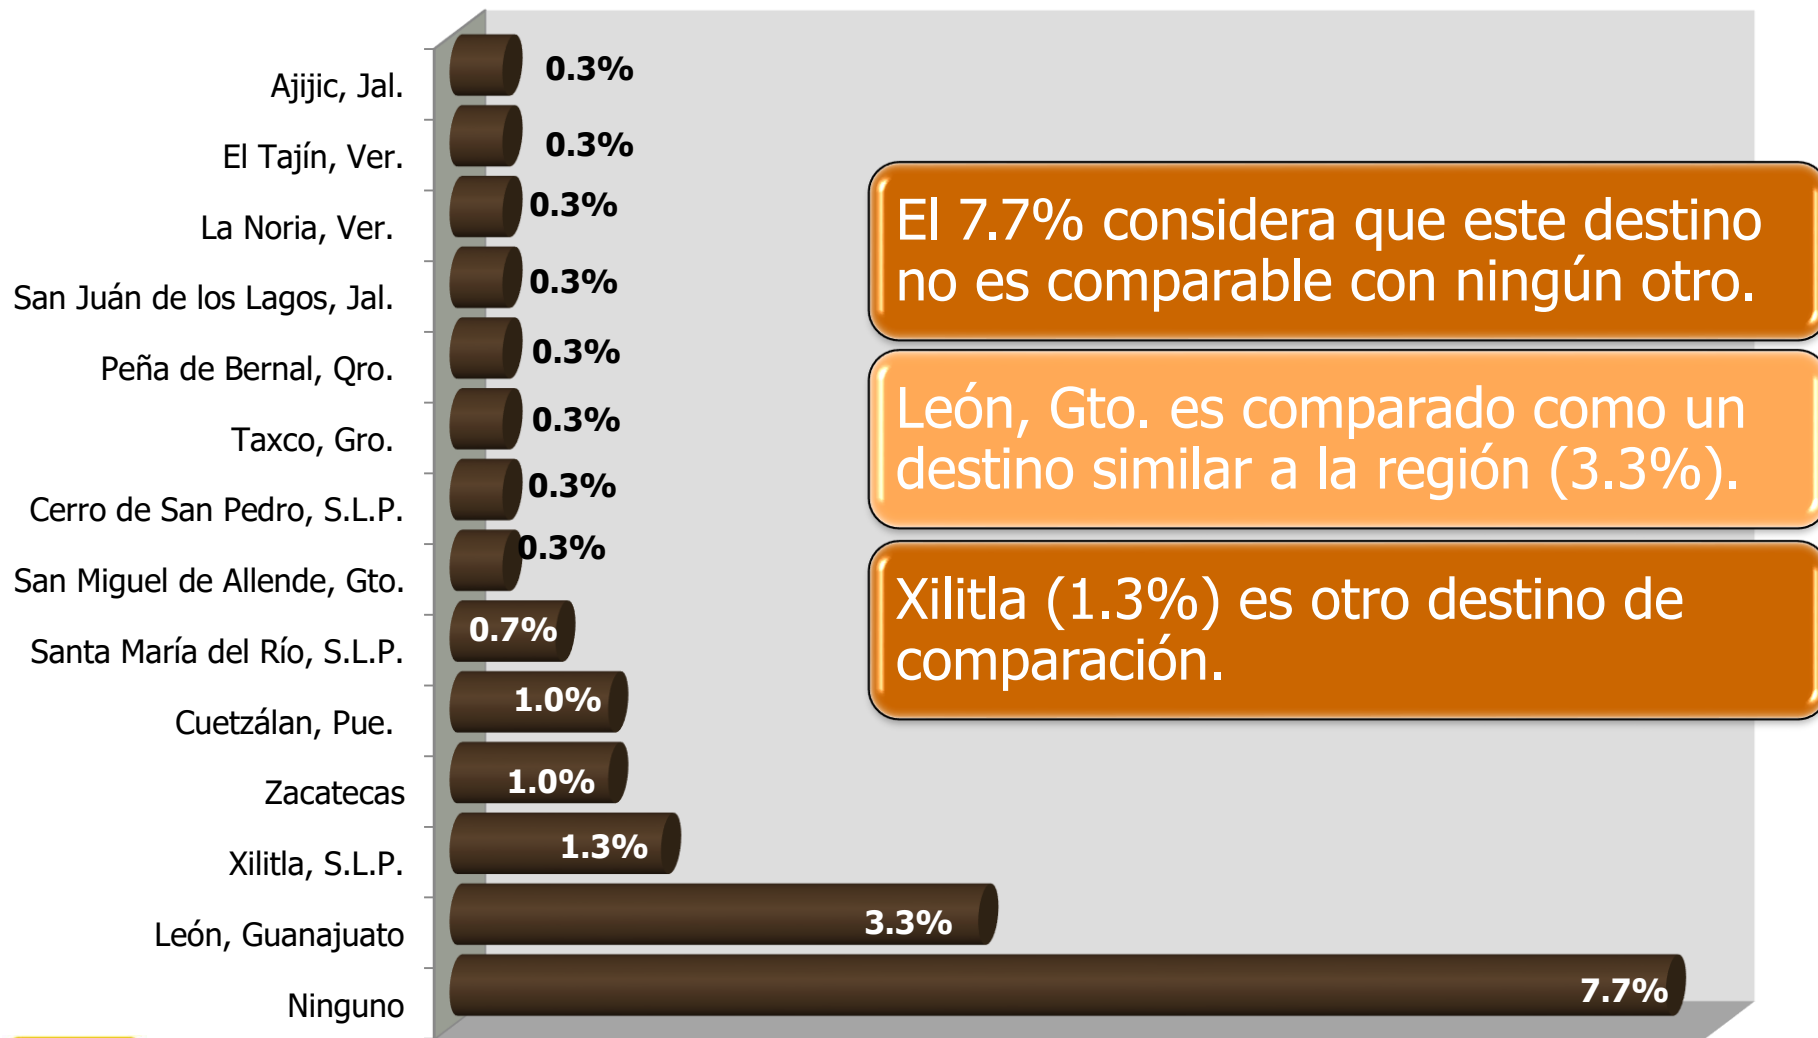 Ajijic, Jal. 0.3%
El Tajín, Ver. 0.3%
La Noria, Ver. 0.3%
San Juán de los Lagos, Jal. 0.3%
Peña de Bernal, Qro. 0.3%
Taxco, Gro. 0.3%
Cerro de San Pedro, S.L.P. 0.3%
San Miguel de Allende, Gto. 0.3%
Santa María del Río, S.L.P. 0.7%
Cuetzálan, Pue. 1.0%
Zacatecas 1.0%
Xilitla, S.L.P. 1.3%
León, Guanajuato 3.3%
Ninguno 7.7%
El 7.7% considera que este destino
no es comparable con ningún otro.
León, Gto. es comparado como un
destino similar a la región (3.3%).
Xilitla (1.3%) es otro destino de
comparación.